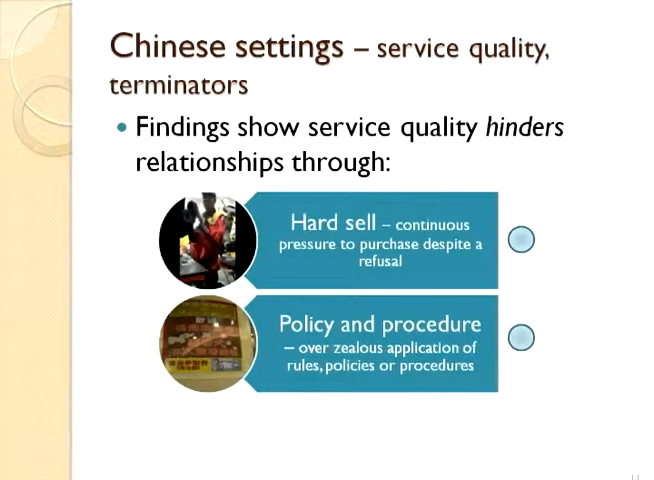 Chinese settings – service quality,
terminators
Findings show service quality hinders
relationships through:
Hard sell – continuous
pressure to purchase despite a
refusal
Policy and procedure
– over zealous application of
rules, policies or procedures